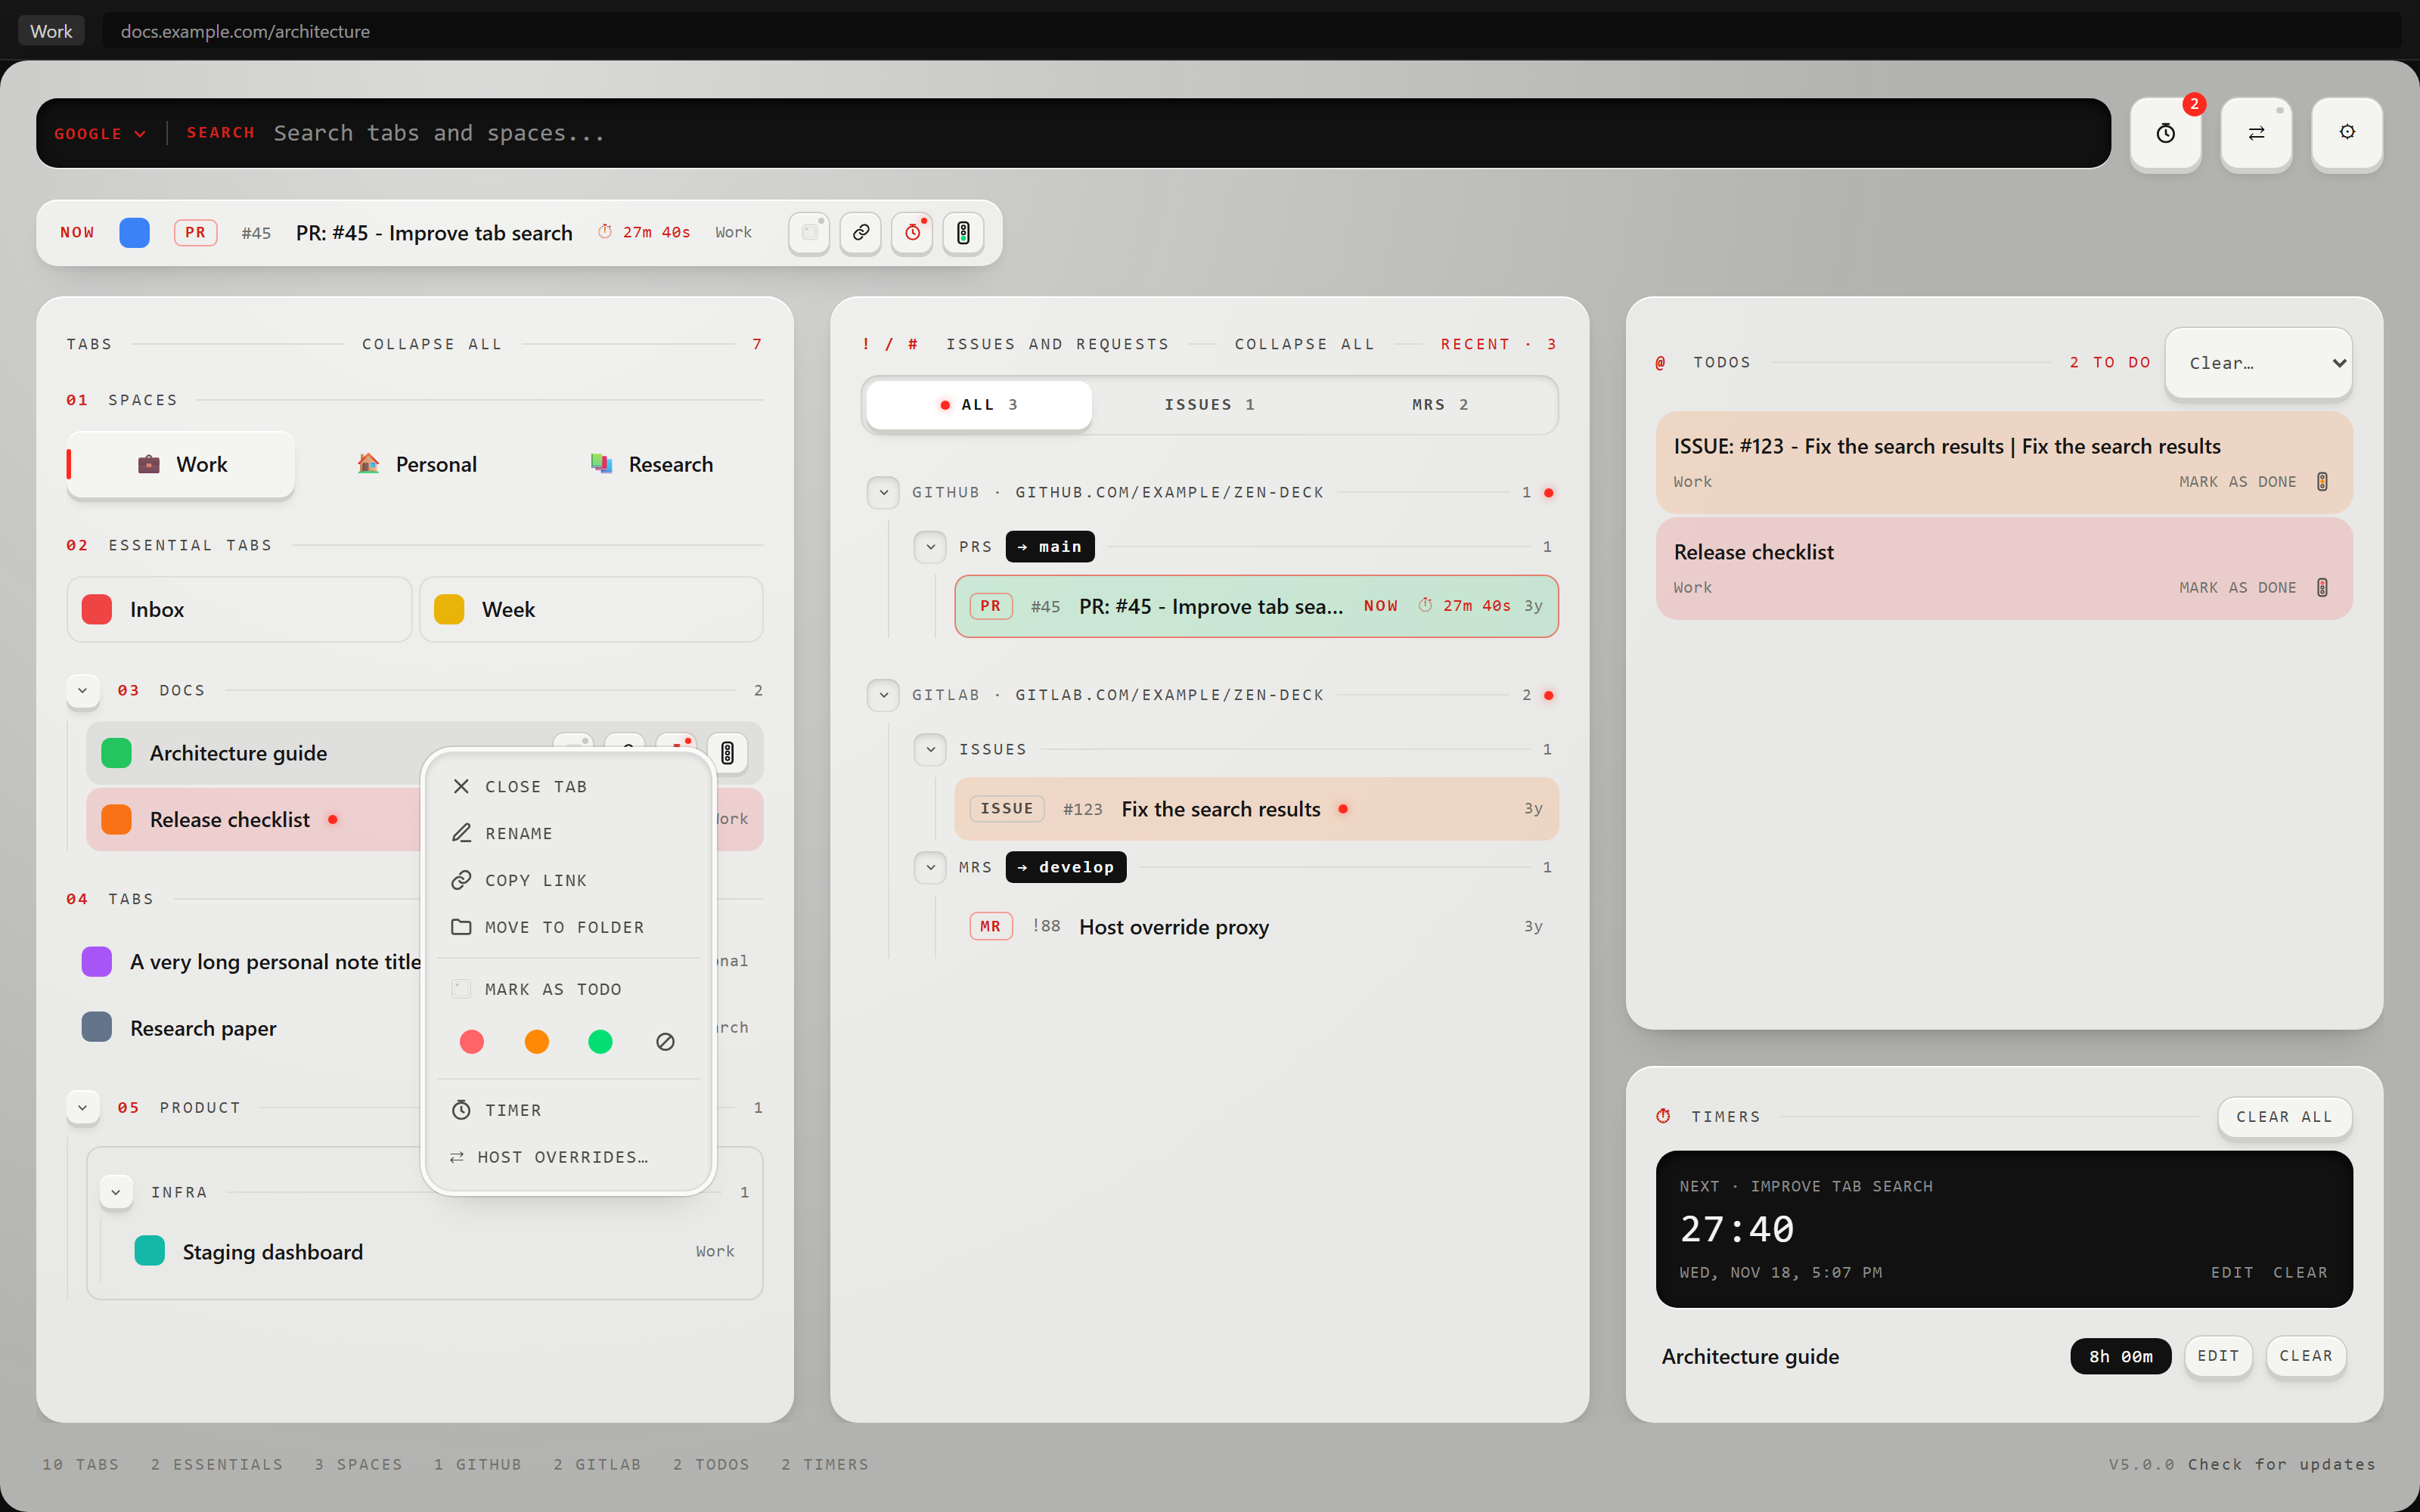 Work docs.example.com/architecture
GOOGLE SEARCH Search tabs and spaces...
2
NOW PR #45 PR: #45 - Improve tab search 27m 40s Work
TABS COLLAPSE ALL 7
01 SPACES
Work Personal Research
02 ESSENTIAL TABS
Inbox Week
03 DOCS 2
Architecture guide
Release checklist
04 TABS
A very long personal note title
Research paper
05 PRODUCT 1
INFRA 1
Staging dashboard Work
CLOSE TAB
RENAME
COPY LINK
MOVE TO FOLDER
MARK AS TODO
TIMER
HOST OVERRIDES…
! / # ISSUES AND REQUESTS COLLAPSE ALL RECENT · 3
ALL 3 ISSUES 1 MRS 2
GITHUB · GITHUB.COM/EXAMPLE/ZEN-DECK 1
PRS → main 1
PR #45 PR: #45 - Improve tab sea... NOW 27m 40s 3y
GITLAB · GITLAB.COM/EXAMPLE/ZEN-DECK 2
ISSUES 1
ISSUE #123 Fix the search results 3y
MRS → develop 1
MR !88 Host override proxy 3y
@ TODOS 2 TO DO Clear…
ISSUE: #123 - Fix the search results | Fix the search results
Work MARK AS DONE
Release checklist
Work MARK AS DONE
TIMERS CLEAR ALL
NEXT · IMPROVE TAB SEARCH
27:40
WED, NOV 18, 5:07 PM EDIT CLEAR
Architecture guide 8h 00m EDIT CLEAR
10 TABS 2 ESSENTIALS 3 SPACES 1 GITHUB 2 GITLAB 2 TODOS 2 TIMERS
V5.0.0 Check for updates